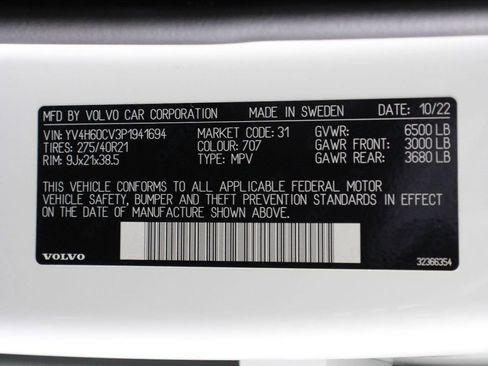 MFD BY VOLVO CAR CORPORATION MADE IN SWEDEN DATE: 10/22
VIN: YV4H60CV3P1941694 MARKET CODE: 31 GVWR: 6500 LB
TIRES: 275/40R21 COLOUR: 707 GAWR FRONT: 3000 LB
RIM: 9Jx21x38.5 TYPE: MPV GAWR REAR: 3680 LB
THIS VEHICLE CONFORMS TO ALL APPLICABLE FEDERAL MOTOR
VEHICLE SAFETY, BUMPER AND THEFT PREVENTION STANDARDS IN EFFECT
ON THE DATE OF MANUFACTURE SHOWN ABOVE.
VOLVO 32366354